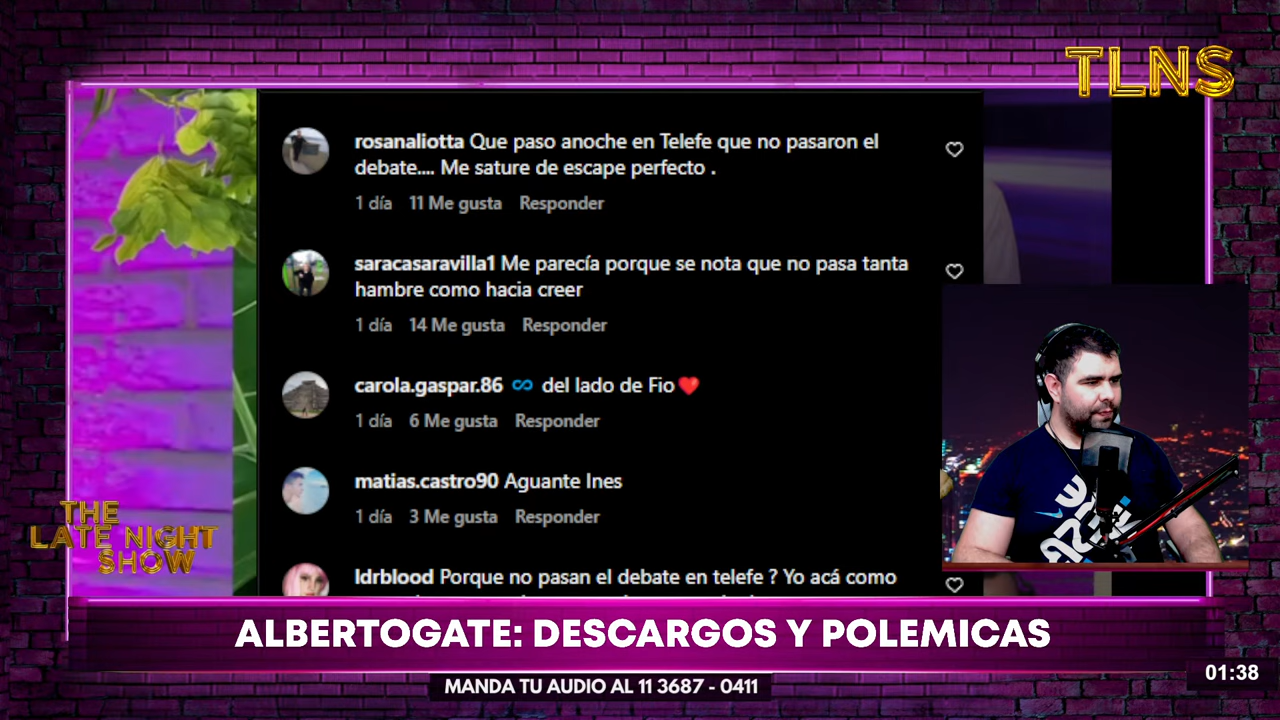 TLNS
rosanaliotta Que paso anoche en Telefe que no pasaron el
debate.... Me sature de escape perfecto .
1 día 11 Me gusta Responder
saracasaravilla1 Me parecía porque se nota que no pasa tanta
hambre como hacia creer
1 día 14 Me gusta Responder
carola.gaspar.86 ∞ del lado de Fio❤️
1 día 6 Me gusta Responder
matias.castro90 Aguante Ines
1 día 3 Me gusta Responder
ldrblood Porque no pasan el debate en telefe ? Yo acá como
THE
LATE NIGHT
SHOW
ALBERTOGATE: DESCARGOS Y POLEMICAS
01:38
MANDA TU AUDIO AL 11 3687 - 0411